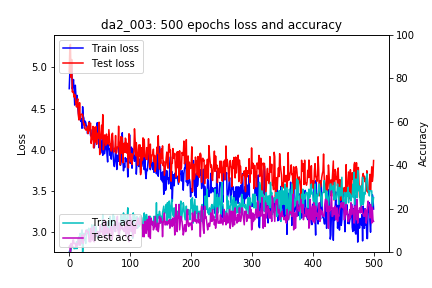 da2_003: 500 epochs loss and accuracy
Train loss
Test loss
Train acc
Test acc
Loss
Accuracy
5.0
4.5
4.0
3.5
3.0
100
80
60
40
20
0
0
100
200
300
400
500